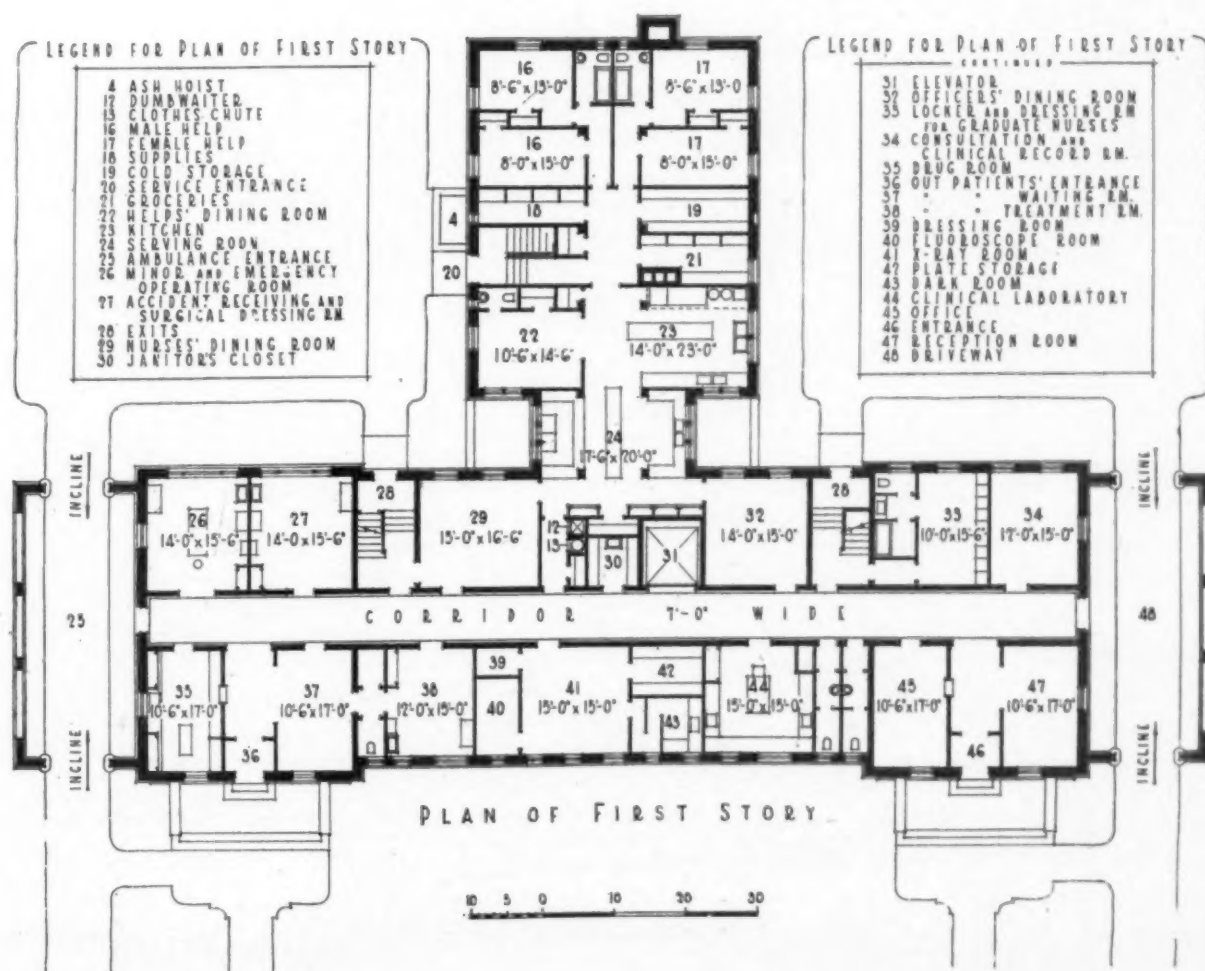 LEGEND FOR PLAN OF FIRST STORY
4 ASH HOIST
12 DUMBWAITER
13 CLOTHES CHUTE
16 MALE HELP
17 FEMALE HELP
18 SUPPLIES
19 COLD STORAGE
20 SERVICE ENTRANCE
21 GROCERIES
22 HELPS' DINING ROOM
23 KITCHEN
24 SERVING ROOM
25 AMBULANCE ENTRANCE
26 MINOR AND EMERGENCY
OPERATING ROOM
27 ACCIDENT RECEIVING AND
SURGICAL DRESSING RM.
28 EXITS
29 NURSES' DINING ROOM
30 JANITOR'S CLOSET
LEGEND FOR PLAN OF FIRST STORY
CONTINUED
31 ELEVATOR
32 OFFICERS' DINING ROOM
33 LOCKER AND DRESSING RM
FOR GRADUATE NURSES
34 CONSULTATION AND
CLINICAL RECORD RM.
35 DRUG ROOM
36 OUT PATIENTS' ENTRANCE
37 " " WAITING RM.
38 " " TREATMENT RM.
39 DRESSING ROOM
40 FLUOROSCOPE ROOM
41 X-RAY ROOM
42 PLATE STORAGE
43 DARK ROOM
44 CLINICAL LABORATORY
45 OFFICE
46 ENTRANCE
47 RECEPTION ROOM
48 DRIVEWAY
16
8'-6" x 13'-0"
17
8'-6" x 13'-0
16
8'-0" x 15'-0"
17
8'-0" x 15'-0"
4
18
19
20
21
22
10'-6" x 14'-6"
23
14'-0" x 23'-0"
24
17'-6" x 20'-0"
INCLINE
26
14'-0" x 15'-6"
27
14'-0" x 15'-6"
28
29
15'-0" x 16'-6"
12
13
30
31
32
14'-0" x 15'-0"
28
33
10'-0" x 15'-6"
34
12'-0" x 15'-0"
INCLINE
25
CORRIDOR 7'-0" WIDE
48
INCLINE
35
10'-6" x 17'-0"
36
37
10'-6" x 17'-0"
38
12'-0" x 15'-0"
39
40
41
15'-0" x 15'-0"
42
43
44
15'-0" x 15'-0"
45
10'-6" x 17'-0"
46
47
10'-6" x 17'-0"
INCLINE
PLAN OF FIRST STORY
10 5 0 10 20 30